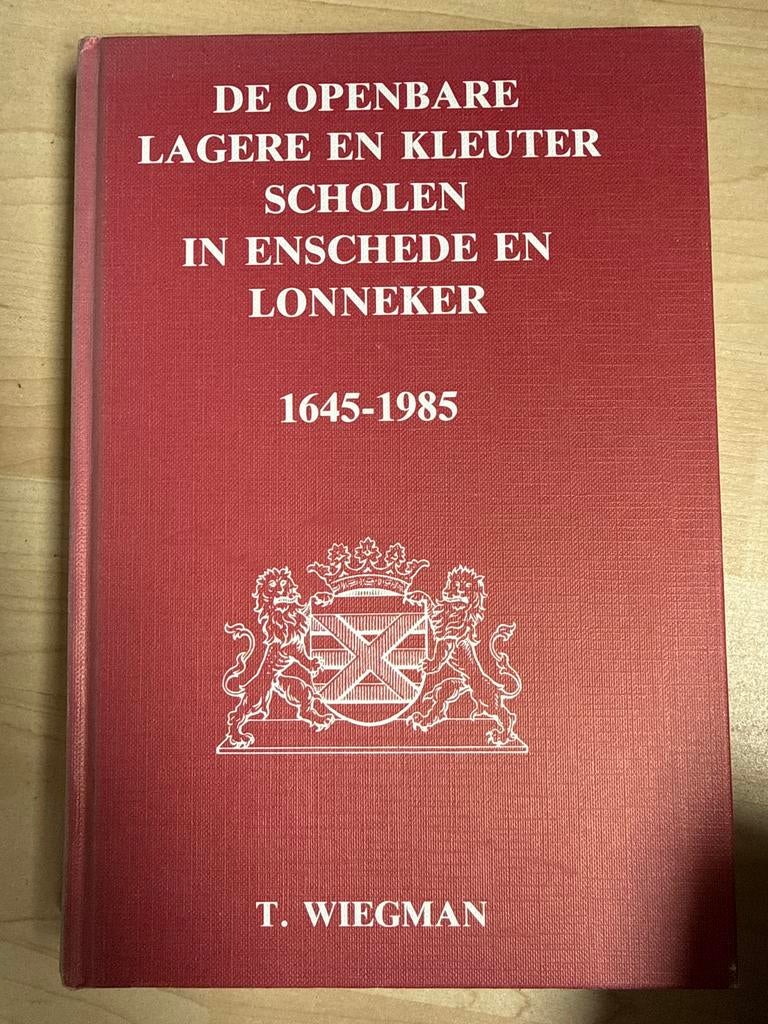 DE OPENBARE
LAGERE EN KLEUTER
SCHOLEN
IN ENSCHEDE EN
LONNEKER
1645-1985
T. WIEGMAN